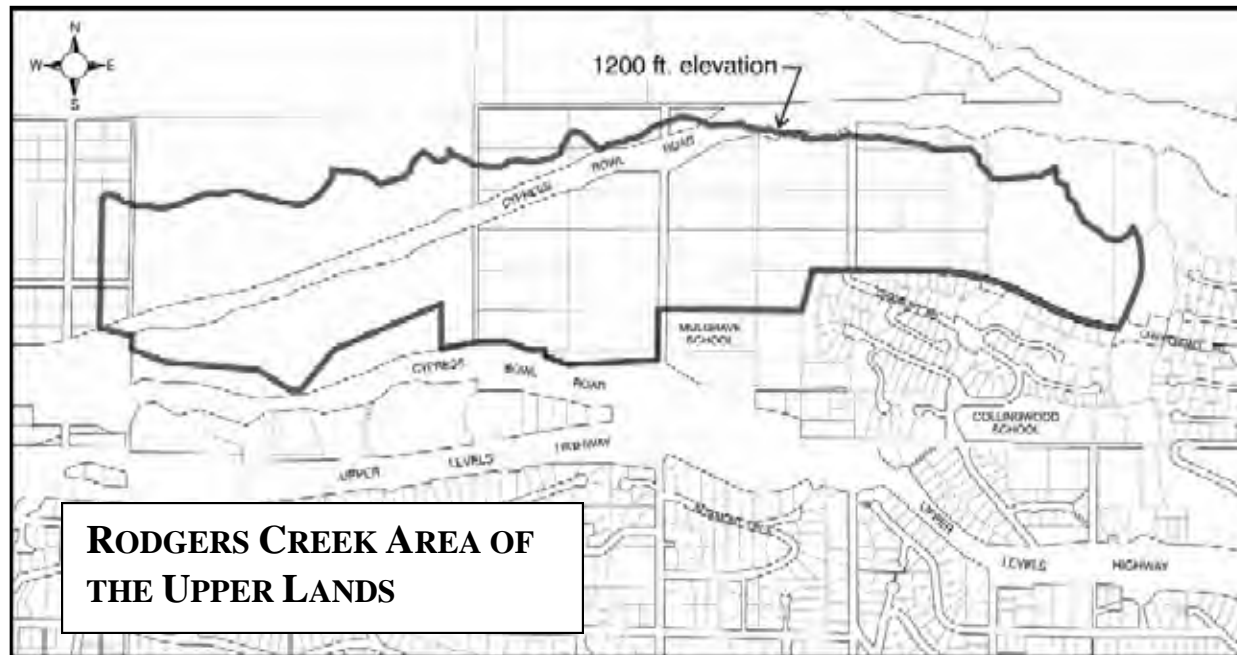 N
W E
S
1200 ft. elevation
CYPRESS BOWL ROAD
MULGRAVE
SCHOOL
CYPRESS BOWL ROAD
COLLINGWOOD
SCHOOL
UPPER LEVELS HIGHWAY
UPPER LEVELS HIGHWAY
RODGERS CREEK AREA OF
THE UPPER LANDS